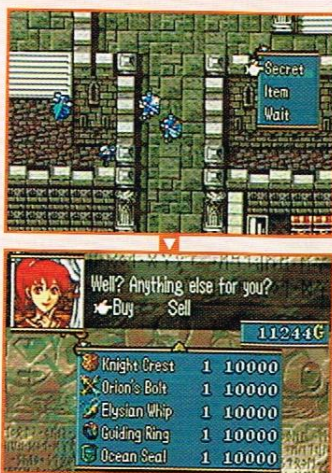 Secret
Item
Wait
Well? Anything else for you?
Buy Sell
11244G
Knight Crest 1 10000
Orion's Bolt 1 10000
Elysian Whip 1 10000
Guiding Ring 1 10000
Ocean Seal 1 10000